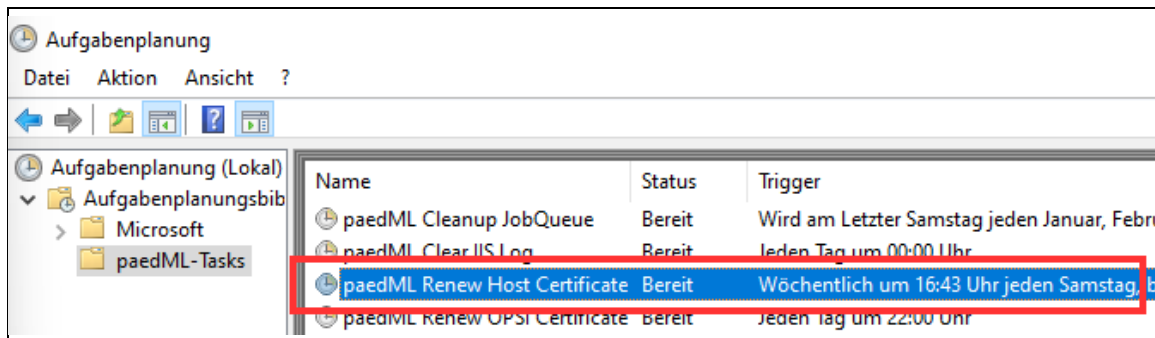 Aufgabenplanung
Datei Aktion Ansicht ?
Aufgabenplanung (Lokal)
Aufgabenplanungsbib
Microsoft
paedML-Tasks
Name Status Trigger
paedML Cleanup JobQueue Bereit Wird am Letzter Samstag jeden Januar, Febru
paedML Clear IIS Log Bereit Jeden Tag um 00:00 Uhr
paedML Renew Host Certificate Bereit Wöchentlich um 16:43 Uhr jeden Samstag, b
paedML Renew OPSI Certificate Bereit Jeden Tag um 22:00 Uhr